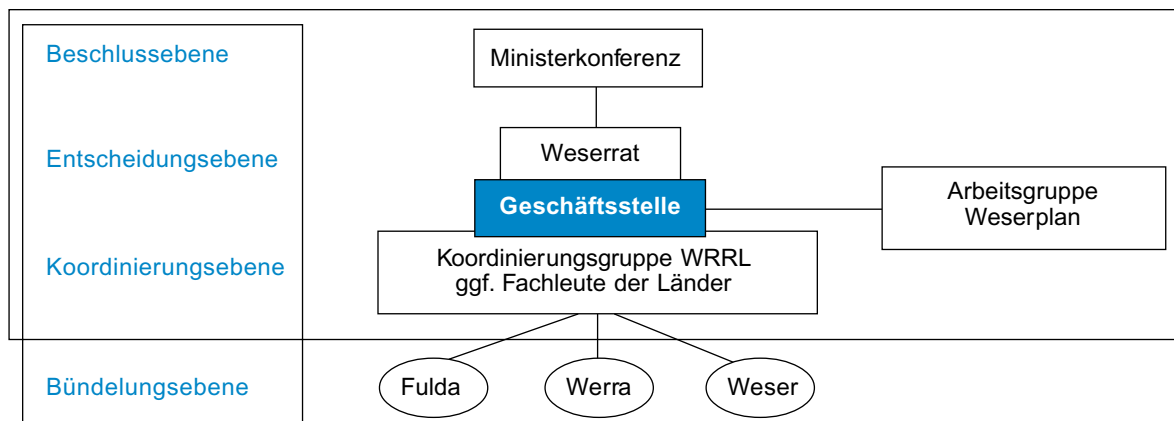 Beschlussebene
Ministerkonferenz
Entscheidungsebene
Weserrat
Geschäftsstelle
Arbeitsgruppe
Weserplan
Koordinierungsebene
Koordinierungsgruppe WRRL
ggf. Fachleute der Länder
Bündelungsebene
Fulda
Werra
Weser